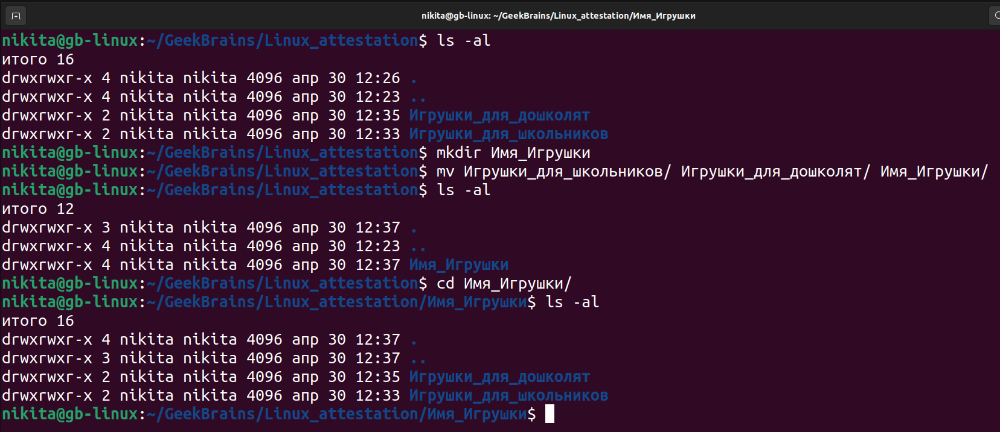 nikita@gb-linux: ~/GeekBrains/Linux_attestation/Имя_Игрушки
nikita@gb-linux:~/GeekBrains/Linux_attestation$ ls -al
итого 16
drwxrwxr-x 4 nikita nikita 4096 апр 30 12:26 .
drwxrwxr-x 4 nikita nikita 4096 апр 30 12:23 ..
drwxrwxr-x 2 nikita nikita 4096 апр 30 12:35 Игрушки_для_дошколят
drwxrwxr-x 2 nikita nikita 4096 апр 30 12:33 Игрушки_для_школьников
nikita@gb-linux:~/GeekBrains/Linux_attestation$ mkdir Имя_Игрушки
nikita@gb-linux:~/GeekBrains/Linux_attestation$ mv Игрушки_для_школьников/ Игрушки_для_дошколят/ Имя_Игрушки/
nikita@gb-linux:~/GeekBrains/Linux_attestation$ ls -al
итого 12
drwxrwxr-x 3 nikita nikita 4096 апр 30 12:37 .
drwxrwxr-x 4 nikita nikita 4096 апр 30 12:23 ..
drwxrwxr-x 4 nikita nikita 4096 апр 30 12:37 Имя_Игрушки
nikita@gb-linux:~/GeekBrains/Linux_attestation$ cd Имя_Игрушки/
nikita@gb-linux:~/GeekBrains/Linux_attestation/Имя_Игрушки$ ls -al
итого 16
drwxrwxr-x 4 nikita nikita 4096 апр 30 12:37 .
drwxrwxr-x 3 nikita nikita 4096 апр 30 12:37 ..
drwxrwxr-x 2 nikita nikita 4096 апр 30 12:35 Игрушки_для_дошколят
drwxrwxr-x 2 nikita nikita 4096 апр 30 12:33 Игрушки_для_школьников
nikita@gb-linux:~/GeekBrains/Linux_attestation/Имя_Игрушки$